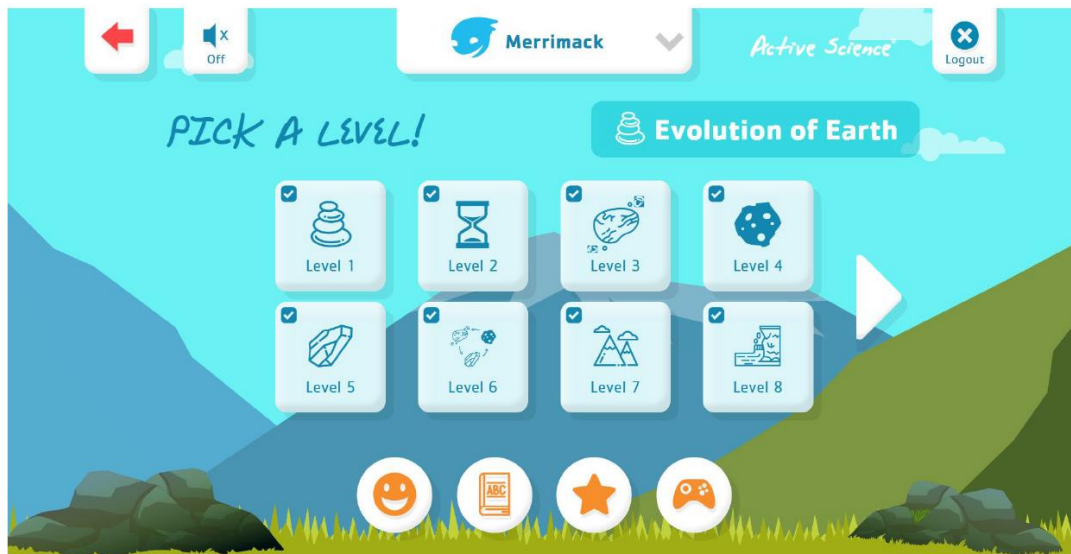 Off
Merrimack
Active Science
Logout
PICK A LEVEL!
Evolution of Earth
Level 1
Level 2
Level 3
Level 4
Level 5
Level 6
Level 7
Level 8
ABC